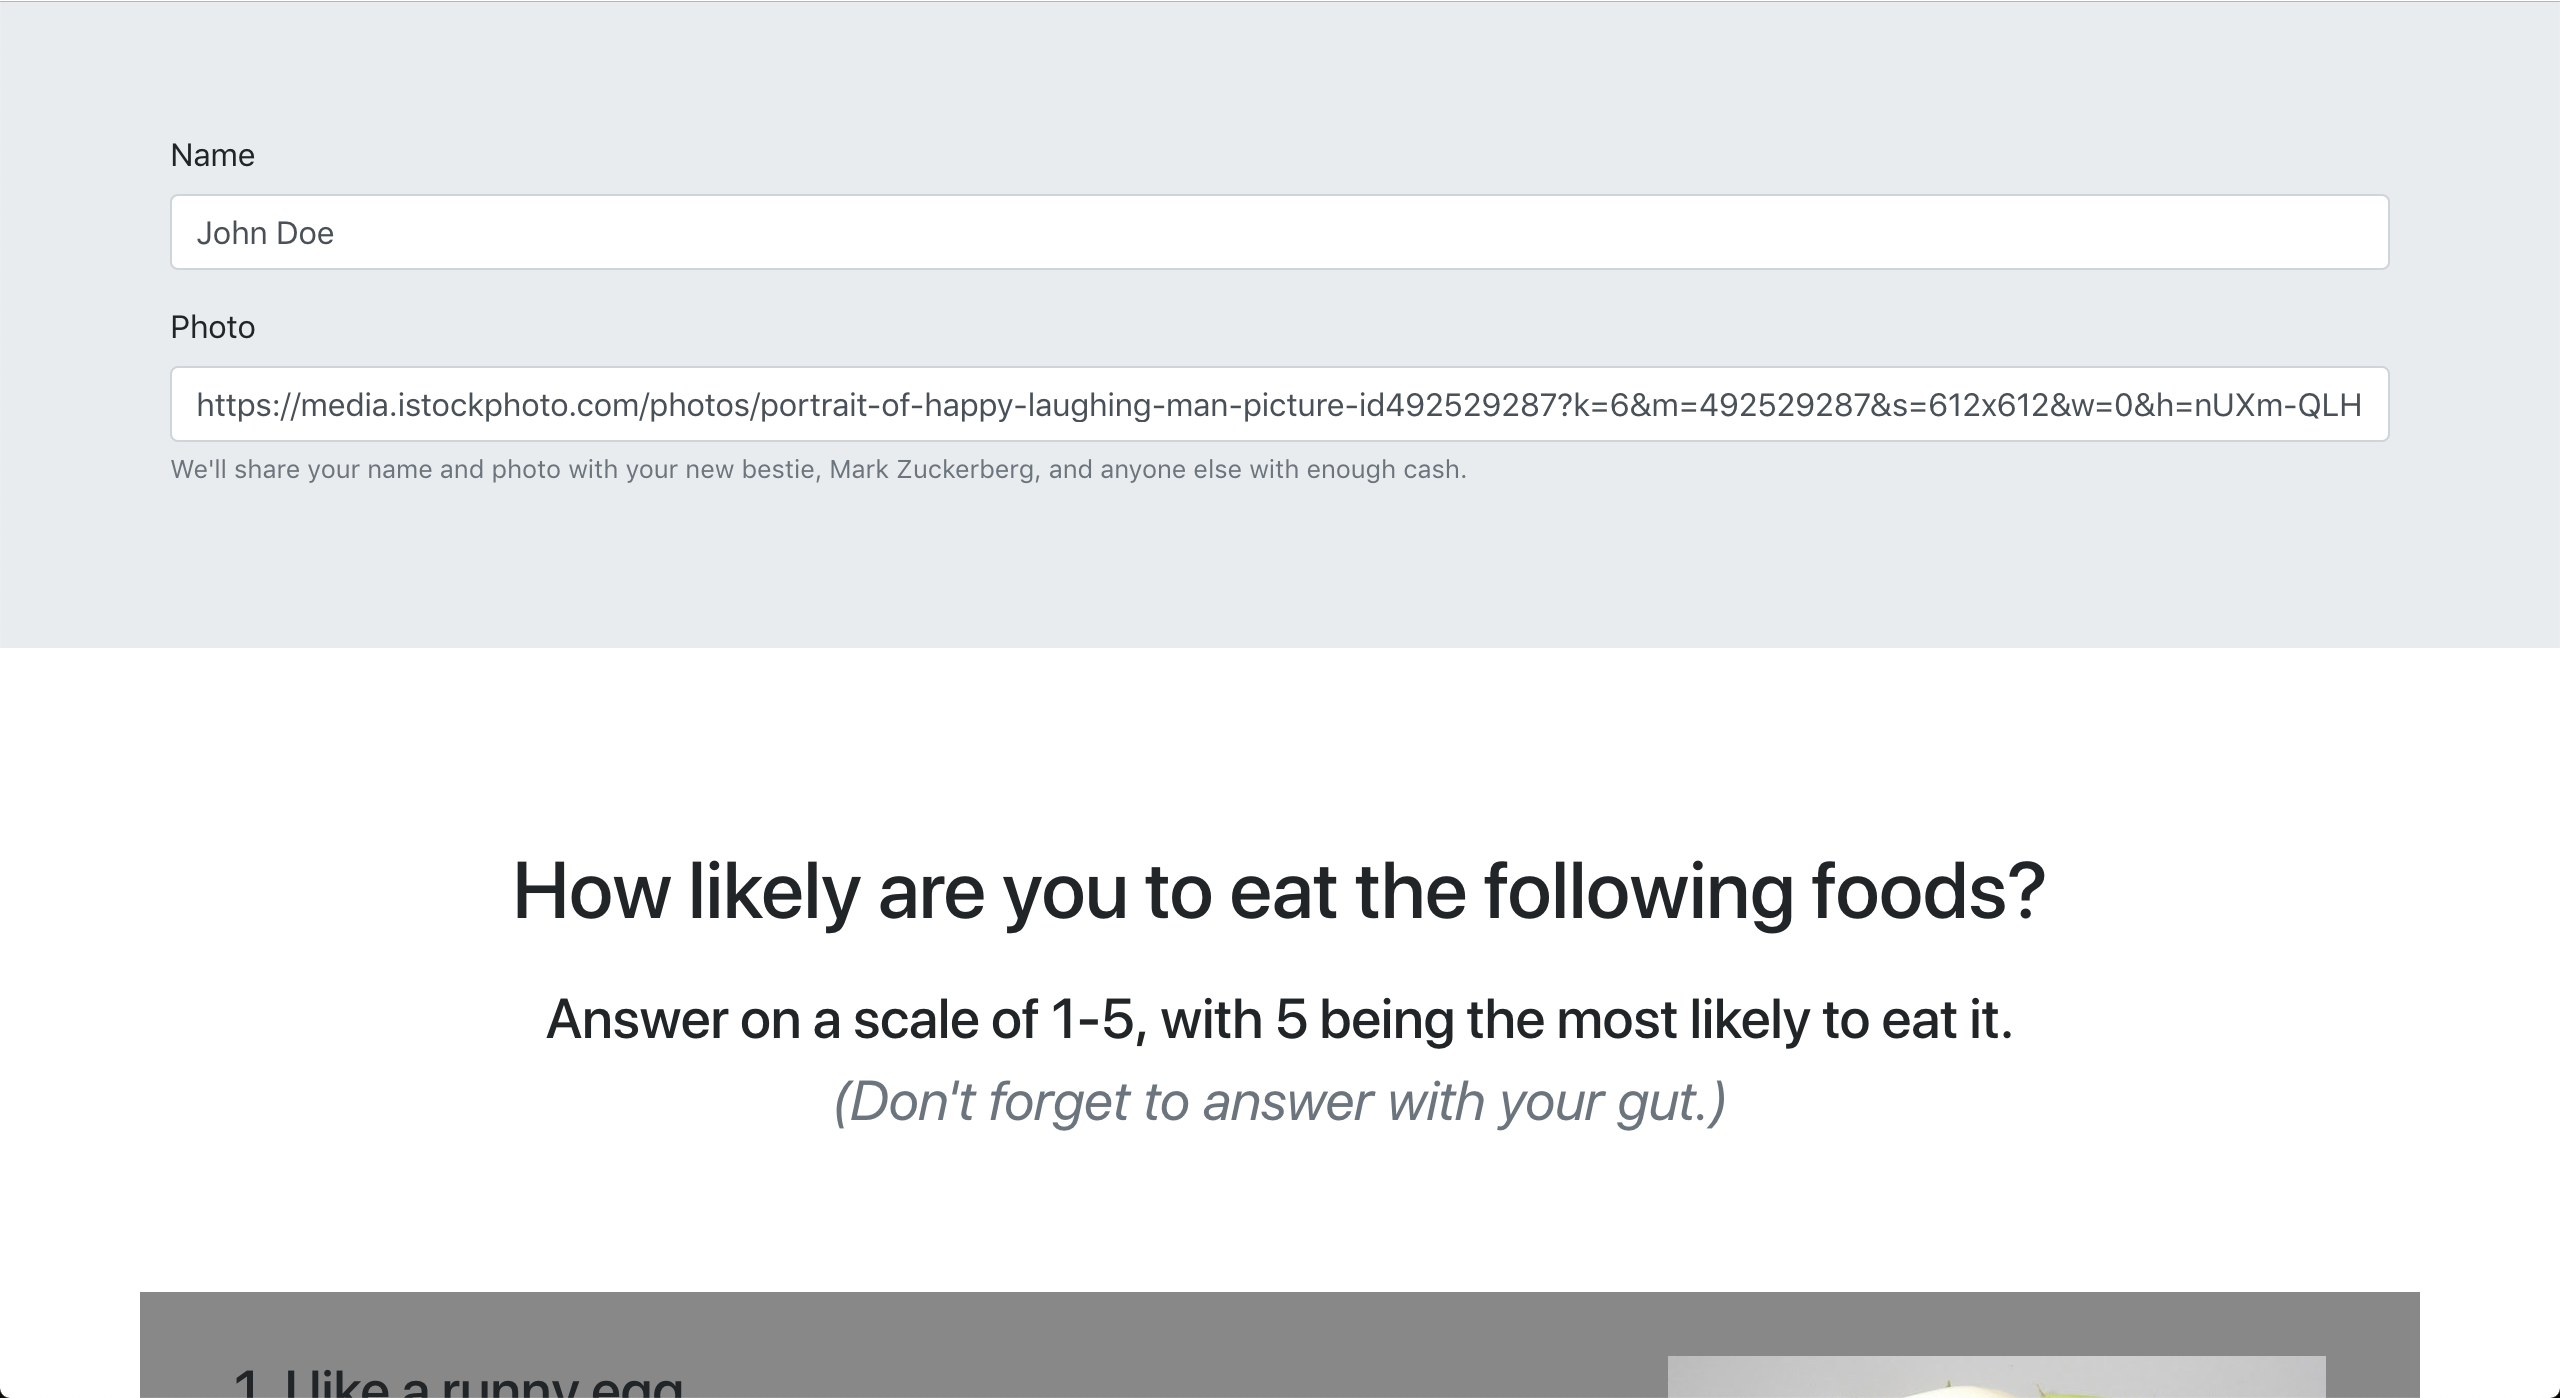 Name
John Doe
Photo
https://media.istockphoto.com/photos/portrait-of-happy-laughing-man-picture-id492529287?k=6&m=492529287&s=612x612&w=0&h=nUXm-QLH
We'll share your name and photo with your new bestie, Mark Zuckerberg, and anyone else with enough cash.
How likely are you to eat the following foods?
Answer on a scale of 1-5, with 5 being the most likely to eat it.
(Don't forget to answer with your gut.)
1. I like a runny egg